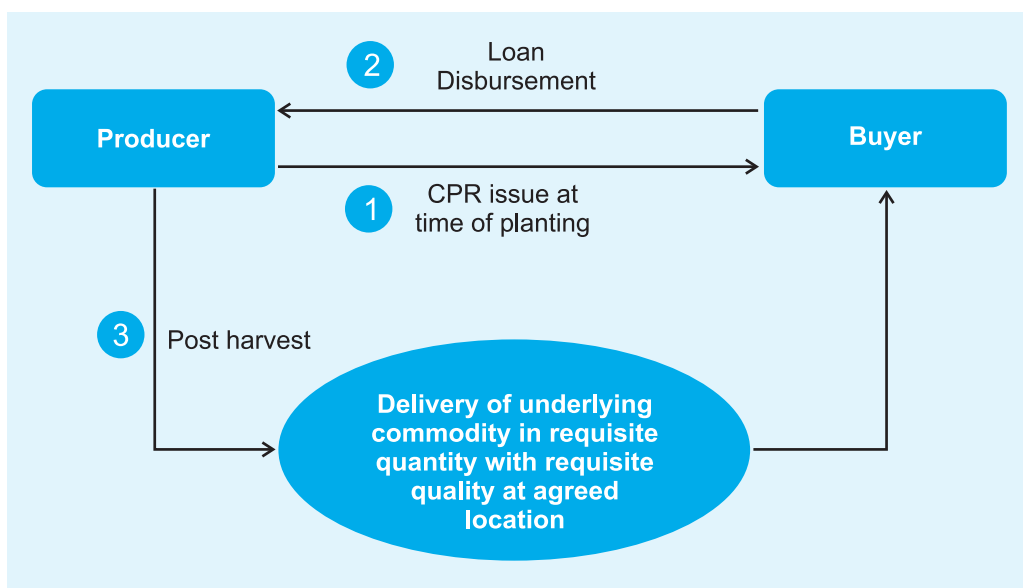 2
Loan
Disbursement
Producer
Buyer
1
CPR issue at
time of planting
3
Post harvest
Delivery of underlying
commodity in requisite
quantity with requisite
quality at agreed
location